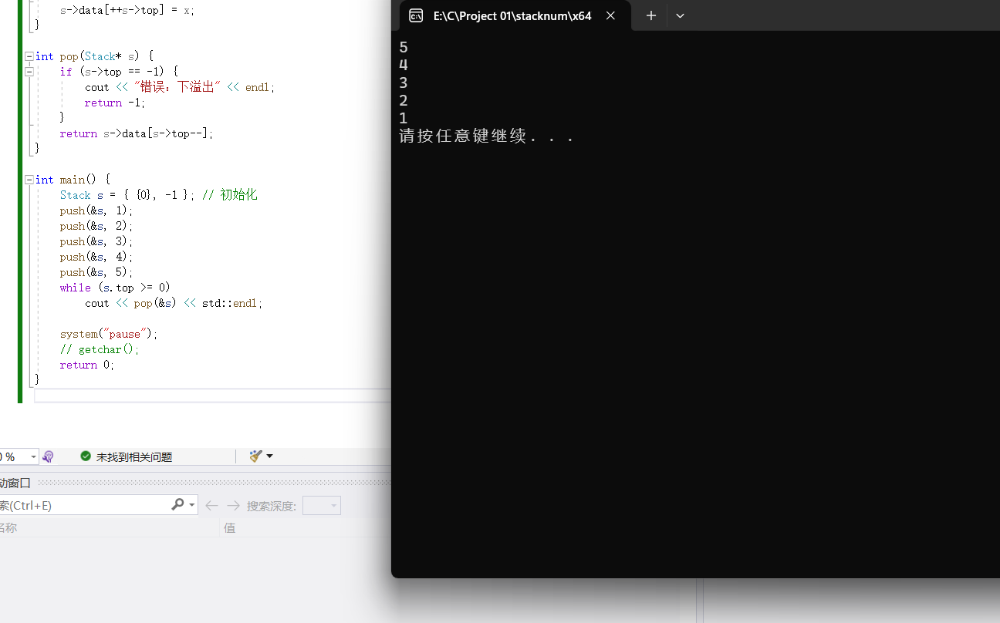 s->data[++s->top] = x;
}
int pop(Stack* s) {
if (s->top == -1) {
cout << "错误: 下溢出" << endl;
return -1;
}
return s->data[s->top--];
}
int main() {
Stack s = { {0}, -1 }; // 初始化
push(&s, 1);
push(&s, 2);
push(&s, 3);
push(&s, 4);
push(&s, 5);
while (s.top >= 0)
cout << pop(&s) << std::endl;
system("pause");
// getchar();
return 0;
}
0 %
未找到相关问题
动窗口
索(Ctrl+E)
搜索深度:
名称
值
E:\C\Project 01\stacknum\x64
5
4
3
2
1
请按任意键继续. . .